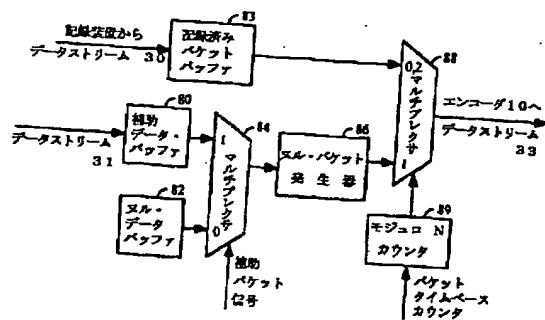 記録装置から
データストリーム 30
83
記録済み
パケット
バッファ
88
0,2
マルチプレクサ
1
エンコーダ10へ
データストリーム
33
80
補助
データ・
バッファ
データストリーム
31
84
1
マルチプレクサ
0
86
ヌル・パケット
発生器
82
ヌル・
データ
バッファ
89
モジュロ N
カウンタ
補助
パケット
信号
パケット
タイムベース
カウンタ